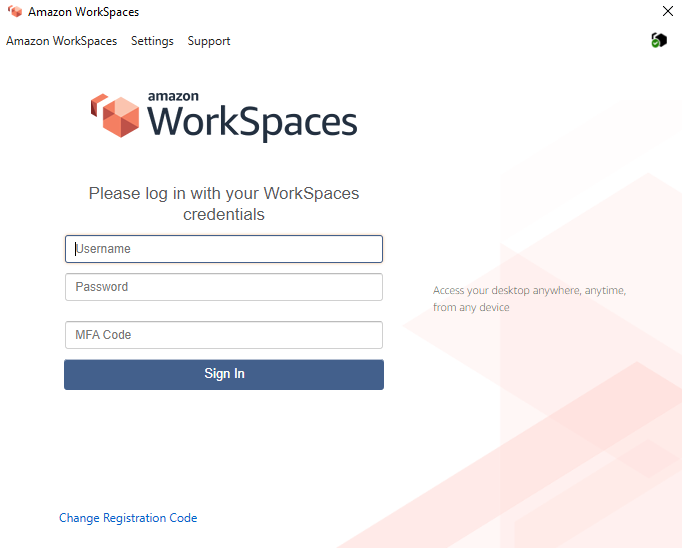 Amazon WorkSpaces
Amazon WorkSpaces Settings Support
amazon
WorkSpaces
Please log in with your WorkSpaces
credentials
Username
Password
Access your desktop anywhere, anytime,
from any device
MFA Code
Sign In
Change Registration Code